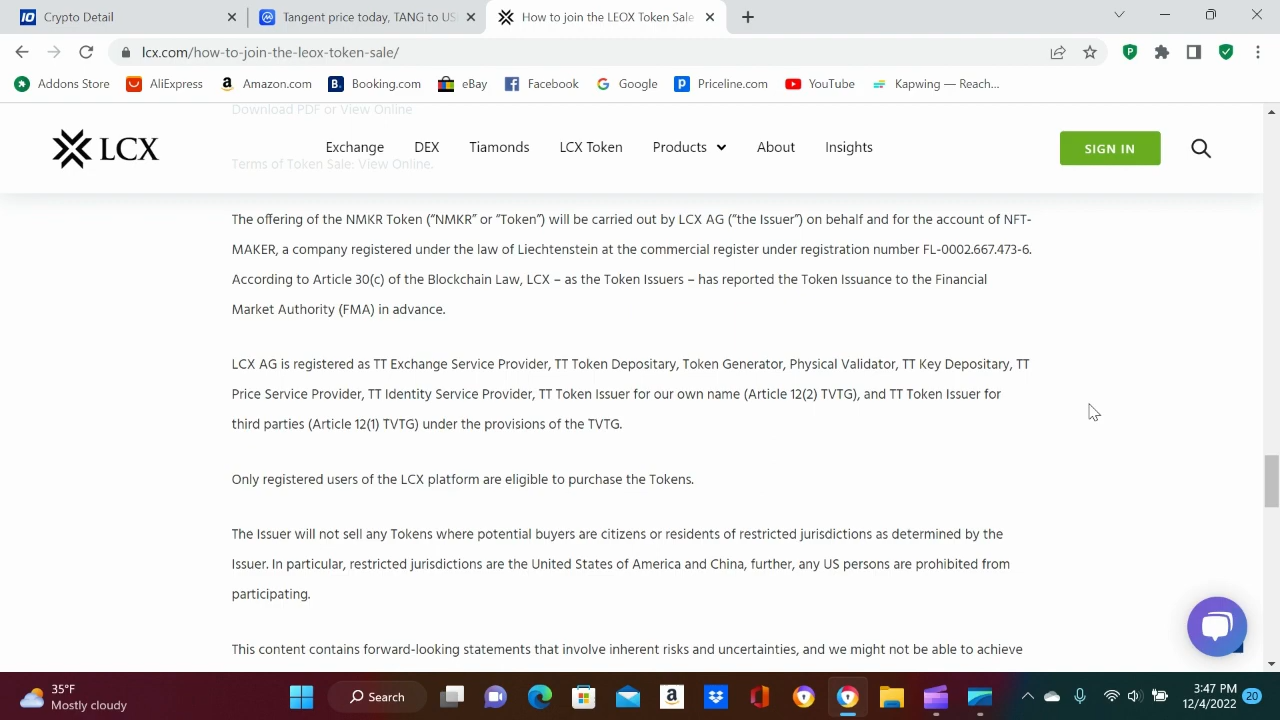 Crypto Detail
Tangent price today, TANG to US
How to join the LEOX Token Sale
lcx.com/how-to-join-the-leox-token-sale/
Addons Store
AliExpress
Amazon.com
Booking.com
eBay
Facebook
Google
Priceline.com
YouTube
Kapwing — Reach...
Download PDF or View Online
LCX
Exchange
DEX
Tiamonds
LCX Token
Products
About
Insights
SIGN IN
Terms of Token Sale: View Online.
The offering of the NMKR Token (“NMKR” or “Token”) will be carried out by LCX AG (“the Issuer”) on behalf and for the account of NFT-
MAKER, a company registered under the law of Liechtenstein at the commercial register under registration number FL-0002.667.473-6.
According to Article 30(c) of the Blockchain Law, LCX – as the Token Issuers – has reported the Token Issuance to the Financial
Market Authority (FMA) in advance.
LCX AG is registered as TT Exchange Service Provider, TT Token Depositary, Token Generator, Physical Validator, TT Key Depositary, TT
Price Service Provider, TT Identity Service Provider, TT Token Issuer for our own name (Article 12(2) TVTG), and TT Token Issuer for
third parties (Article 12(1) TVTG) under the provisions of the TVTG.
Only registered users of the LCX platform are eligible to purchase the Tokens.
The Issuer will not sell any Tokens where potential buyers are citizens or residents of restricted jurisdictions as determined by the
Issuer. In particular, restricted jurisdictions are the United States of America and China, further, any US persons are prohibited from
participating.
This content contains forward-looking statements that involve inherent risks and uncertainties, and we might not be able to achieve
35°F
Mostly cloudy
Search
3:47 PM
12/4/2022
20